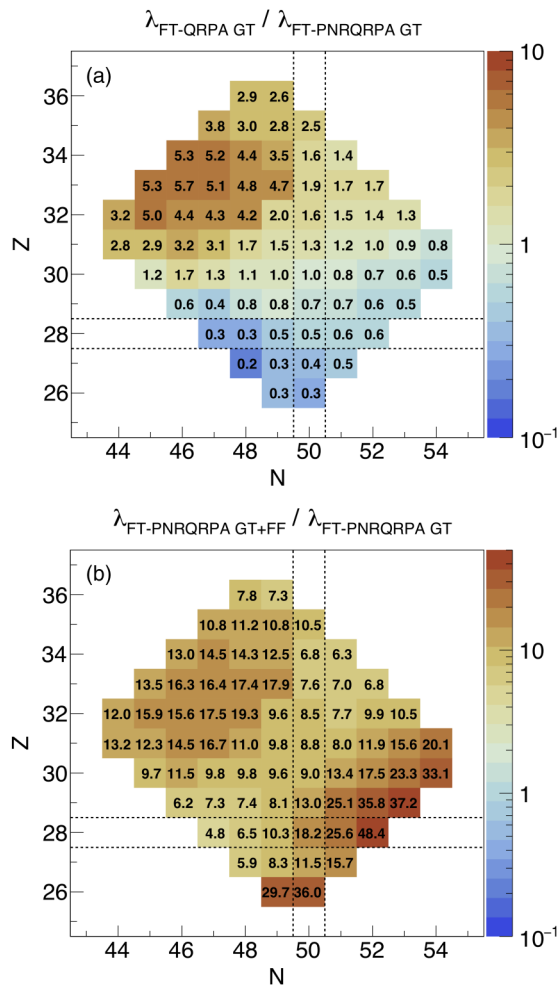 λFT-QRPA GT / λFT-PNRQRPA GT
(a)
10
36 2.9 2.6
3.8 3.0 2.8 2.5
34 5.3 5.2 4.4 3.5 1.6 1.4
5.3 5.7 5.1 4.8 4.7 1.9 1.7 1.7
32 3.2 5.0 4.4 4.3 4.2 2.0 1.6 1.5 1.4 1.3
Z
2.8 2.9 3.2 3.1 1.7 1.5 1.3 1.2 1.0 0.9 0.8
1
30 1.2 1.7 1.3 1.1 1.0 1.0 0.8 0.7 0.6 0.5
0.6 0.4 0.8 0.8 0.7 0.7 0.6 0.5
28 0.3 0.3 0.5 0.5 0.6 0.6
0.2 0.3 0.4 0.5
26 0.3 0.3
10-1
44 46 48 50 52 54
N
λFT-PNRQRPA GT+FF / λFT-PNRQRPA GT
(b)
36 7.8 7.3
10.8 11.2 10.8 10.5
34 13.0 14.5 14.3 12.5 6.8 6.3
10
13.5 16.3 16.4 17.4 17.9 7.6 7.0 6.8
32 12.0 15.9 15.6 17.5 19.3 9.6 8.5 7.7 9.9 10.5
Z
13.2 12.3 14.5 16.7 11.0 9.8 8.8 8.0 11.9 15.6 20.1
30 9.7 11.5 9.8 9.8 9.6 9.0 13.4 17.5 23.3 33.1
6.2 7.3 7.4 8.1 13.0 25.1 35.8 37.2
1
28 4.8 6.5 10.3 18.2 25.6 48.4
5.9 8.3 11.5 15.7
26 29.7 36.0
10-1
44 46 48 50 52 54
N